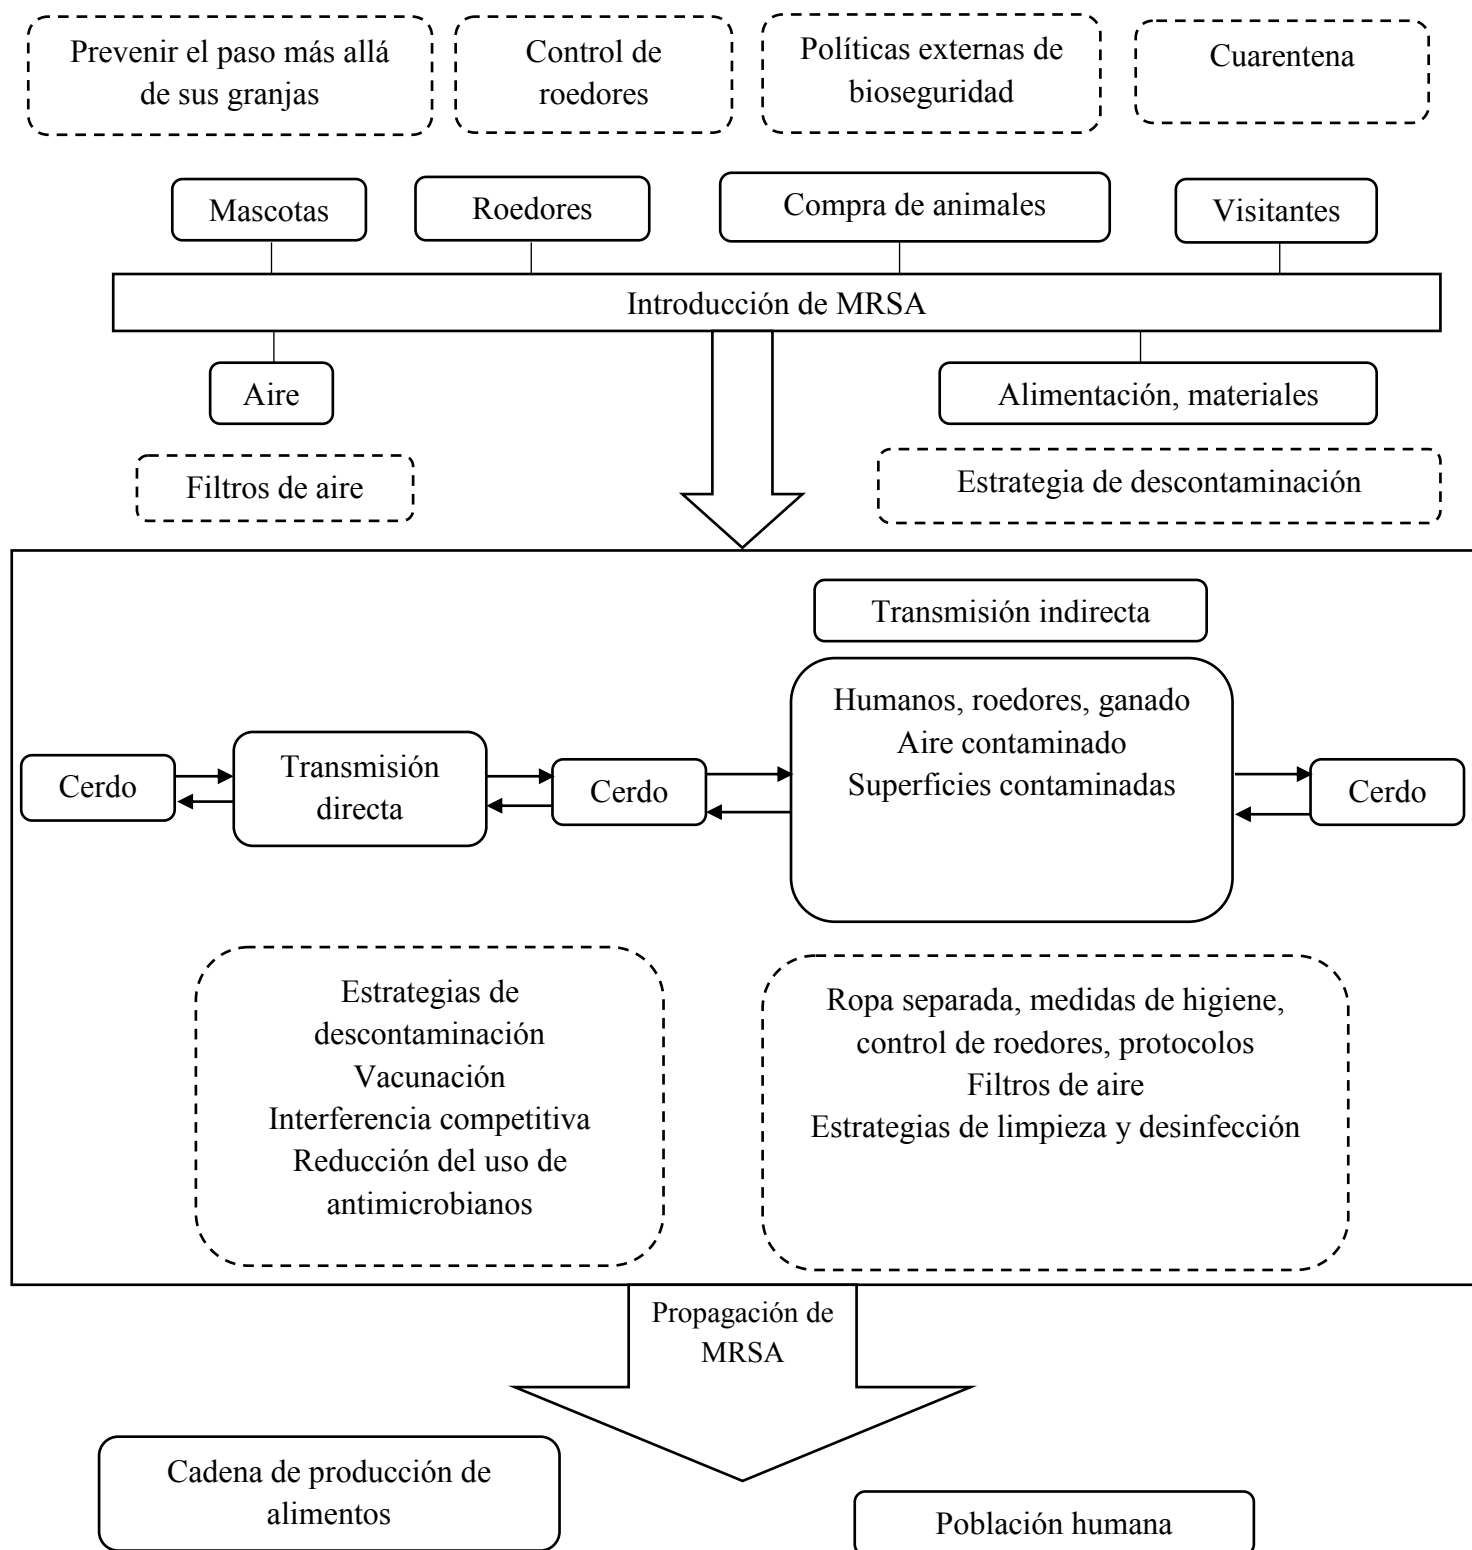 Prevenir el paso más allá
de sus granjas
Control de
roedores
Políticas externas de
bioseguridad
Cuarentena
Mascotas
Roedores
Compra de animales
Visitantes
Introducción de MRSA
Aire
Alimentación, materiales
Filtros de aire
Estrategia de descontaminación
Transmisión indirecta
Cerdo
Transmisión
directa
Cerdo
Humanos, roedores, ganado
Aire contaminado
Superficies contaminadas
Cerdo
Estrategias de
descontaminación
Vacunación
Interferencia competitiva
Reducción del uso de
antimicrobianos
Ropa separada, medidas de higiene,
control de roedores, protocolos
Filtros de aire
Estrategias de limpieza y desinfección
Propagación de
MRSA
Cadena de producción de
alimentos
Población humana